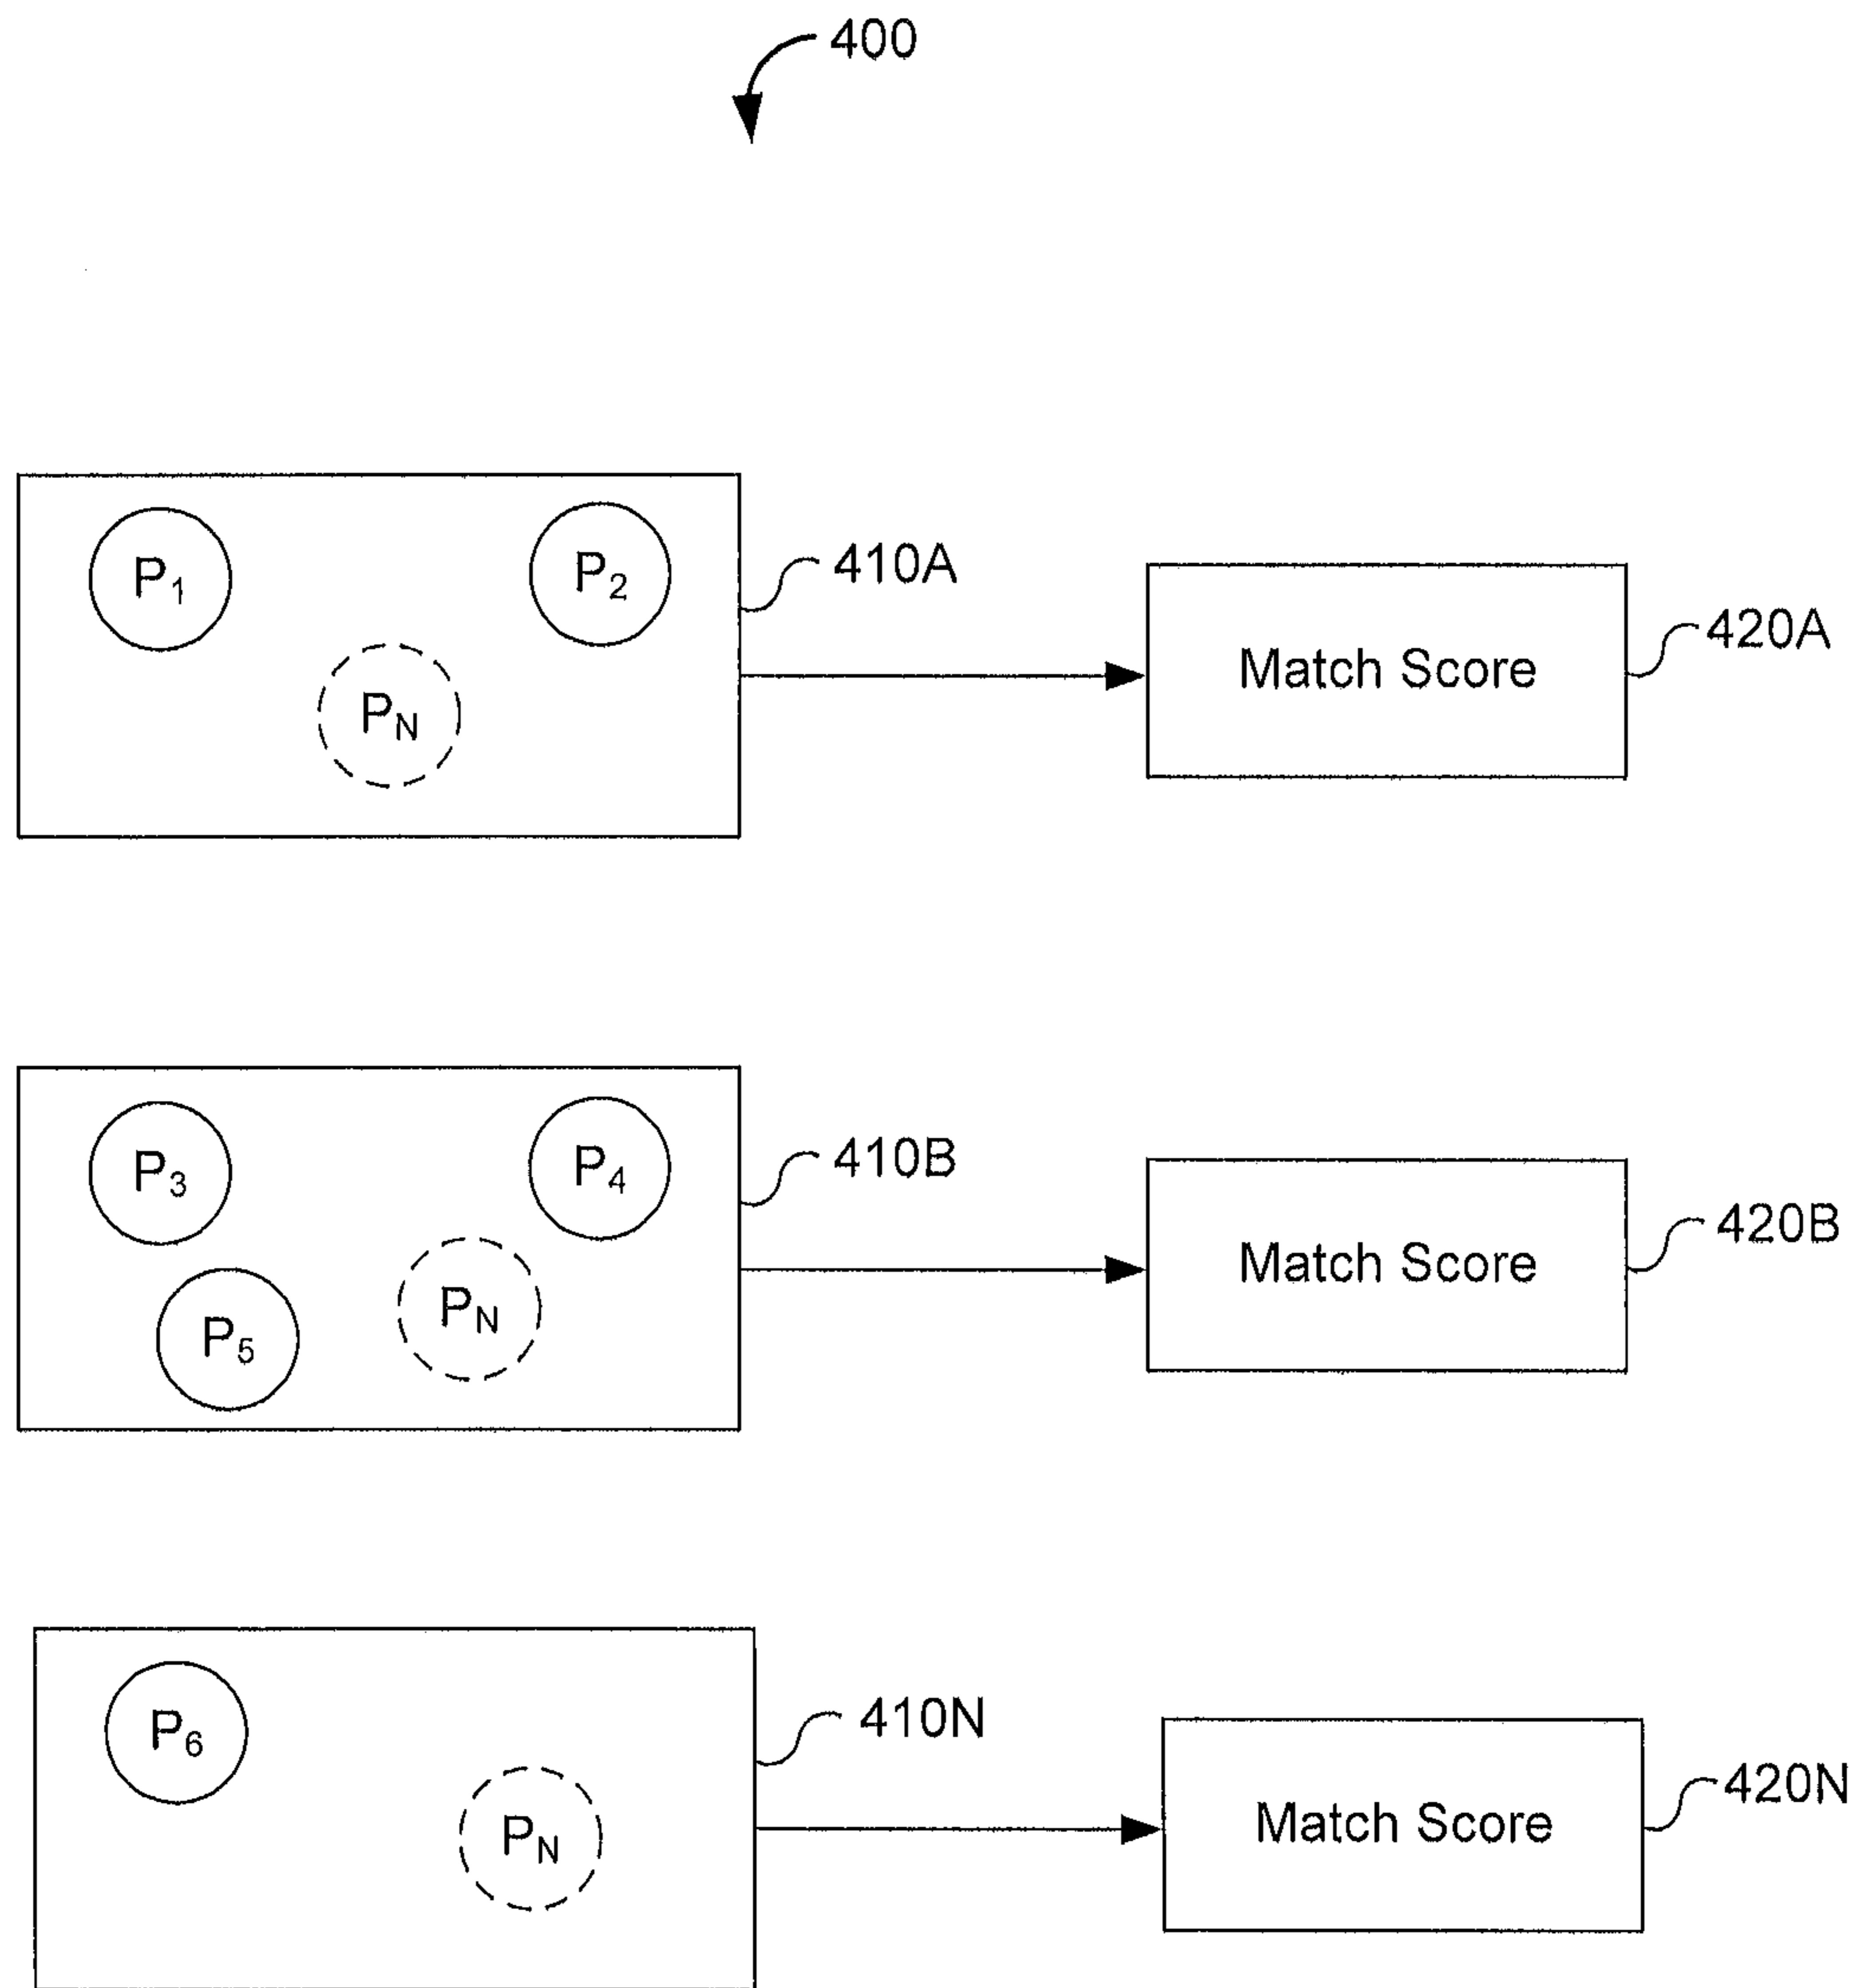 400
P1
P2
410A
PN
Match Score
420A
P3
P4
410B
P5
PN
Match Score
420B
P6
410N
PN
Match Score
420N